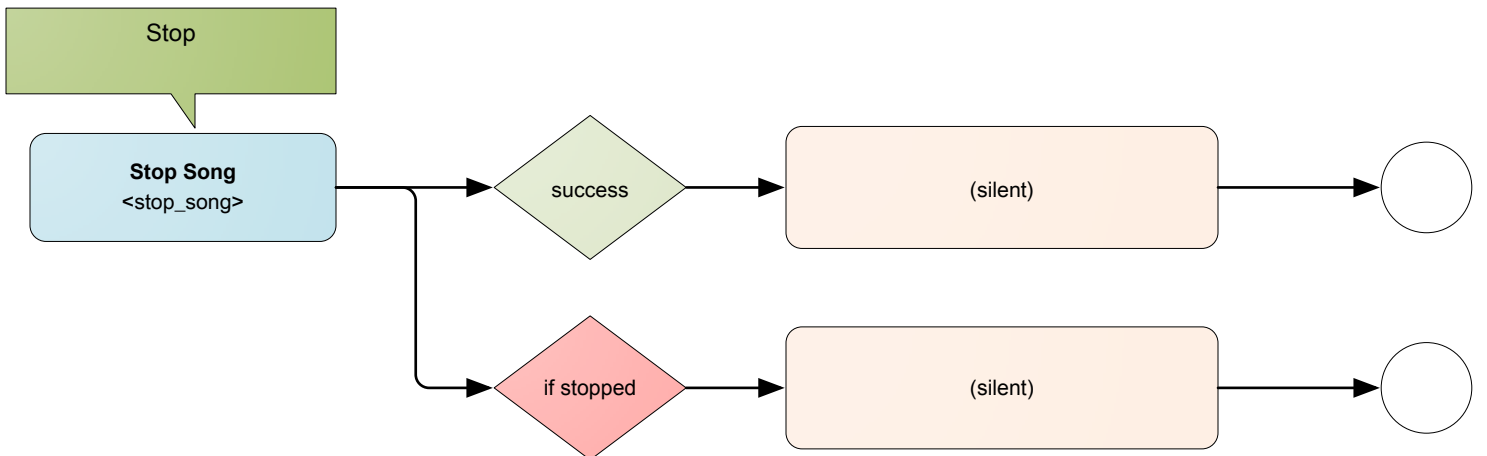 Stop
Stop Song
<stop_song>
success
(silent)
if stopped
(silent)